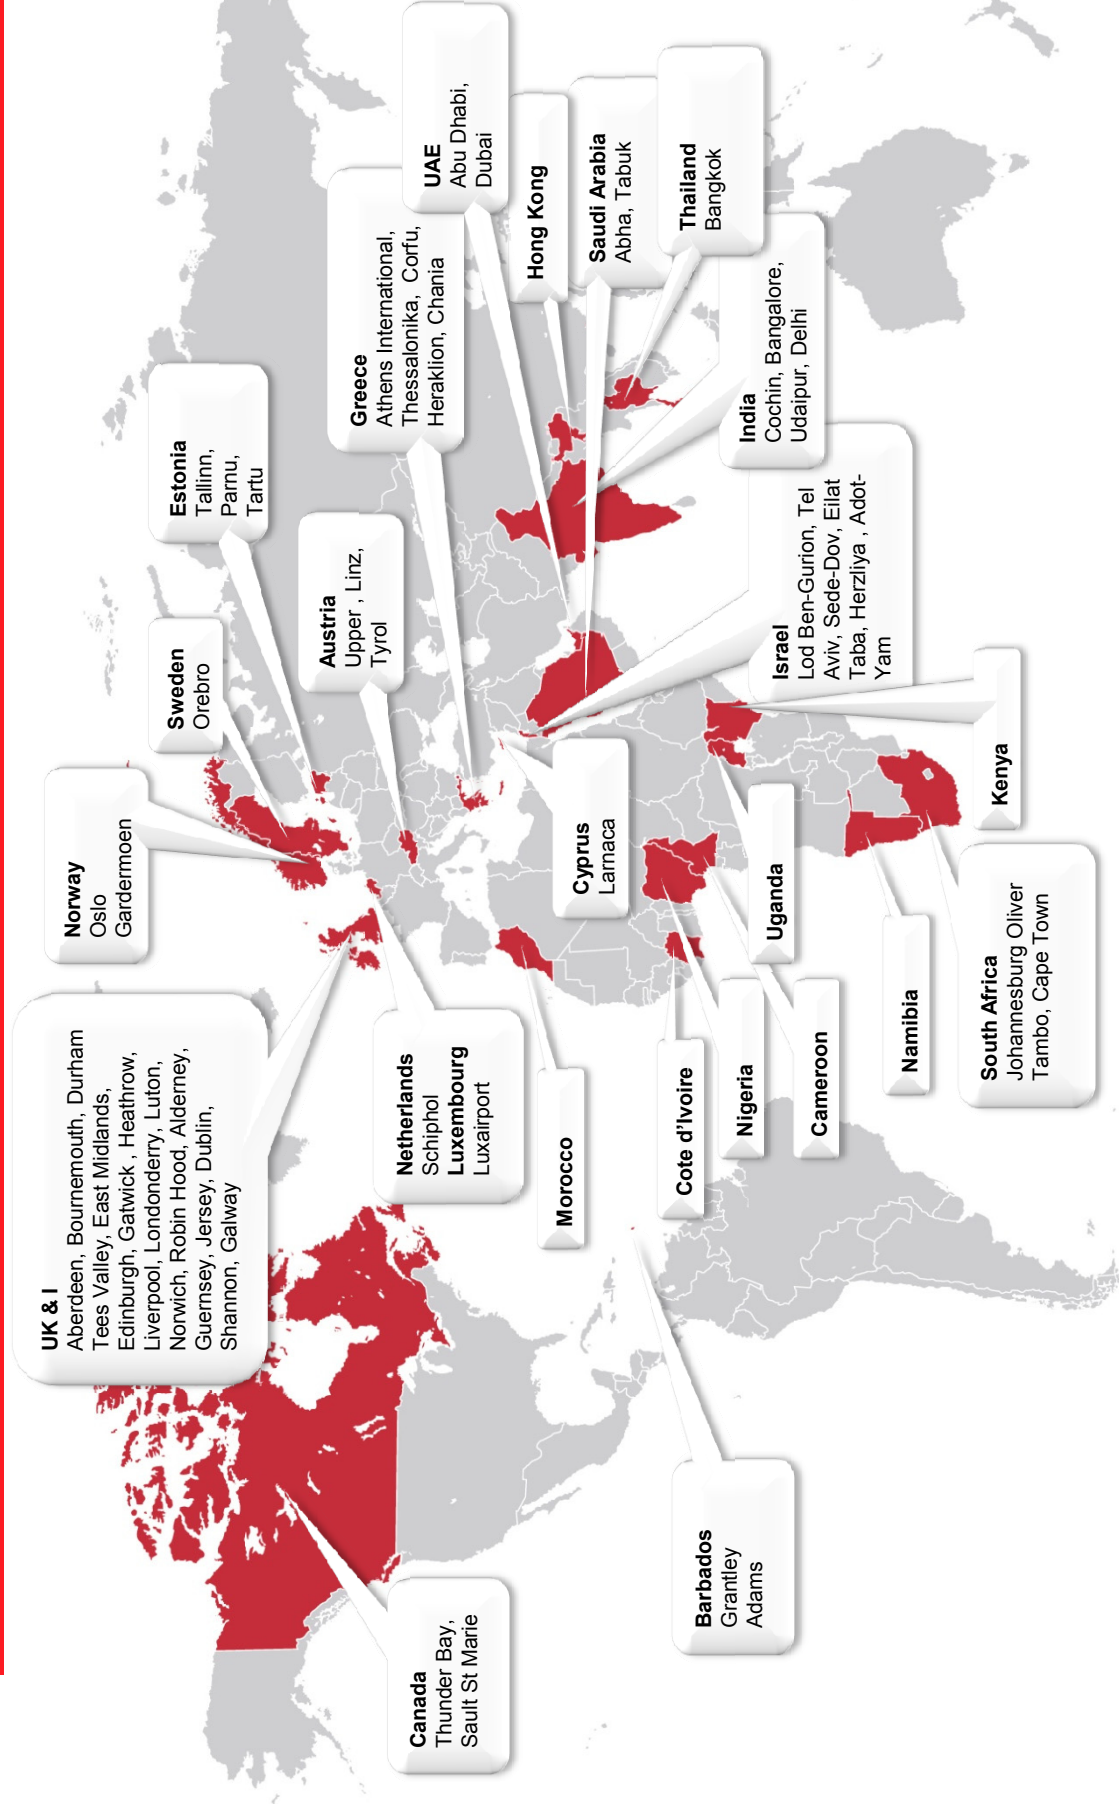 UK & I
Aberdeen, Bournemouth, Durham
Tees Valley, East Midlands,
Edinburgh, Gatwick , Heathrow,
Liverpool, Londonderry, Luton,
Norwich, Robin Hood, Alderney,
Guernsey, Jersey, Dublin,
Shannon, Galway
Norway
Oslo
Gardermoen
Sweden
Orebro
Estonia
Tallinn,
Parnu,
Tartu
Austria
Upper , Linz,
Tyrol
Greece
Athens International,
Thessalonika, Corfu,
Heraklion, Chania
UAE
Abu Dhabi,
Dubai
Hong Kong
Saudi Arabia
Abha, Tabuk
Thailand
Bangkok
India
Cochin, Bangalore,
Udaipur, Delhi
Israel
Lod Ben-Gurion, Tel
Aviv, Sede-Dov, Eilat
Taba, Herzliya , Adot-
Yam
Canada
Thunder Bay,
Sault St Marie
Netherlands
Schiphol
Luxembourg
Luxairport
Morocco
Cyprus
Larnaca
Barbados
Grantley
Adams
Cote d'Ivoire
Nigeria
Cameroon
Uganda
Kenya
Namibia
South Africa
Johannesburg Oliver
Tambo, Cape Town